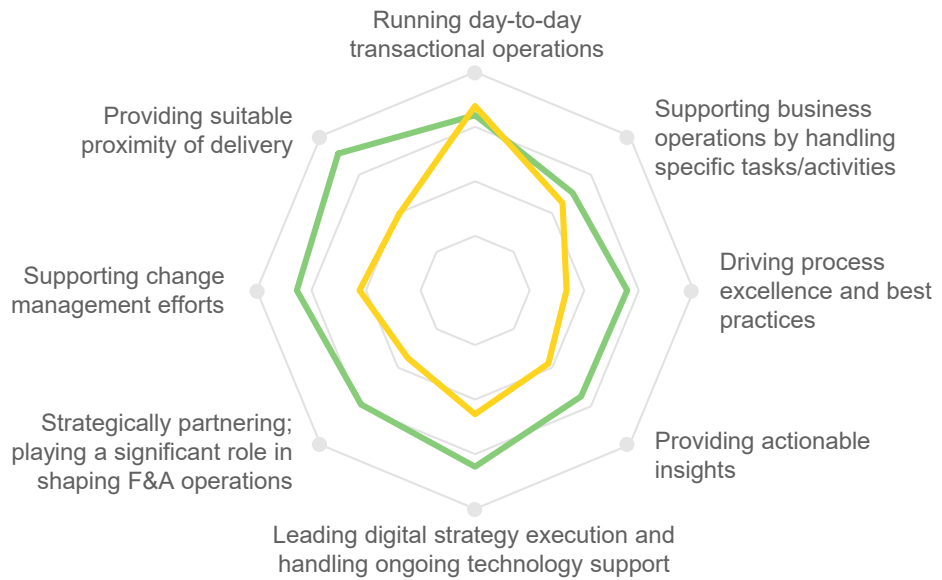 Running day-to-day
transactional operations
Providing suitable
proximity of delivery
Supporting business
operations by handling
specific tasks/activities
Supporting change
management efforts
Driving process
excellence and best
practices
Strategically partnering;
playing a significant role in
shaping F&A operations
Providing actionable
insights
Leading digital strategy execution and
handling ongoing technology support